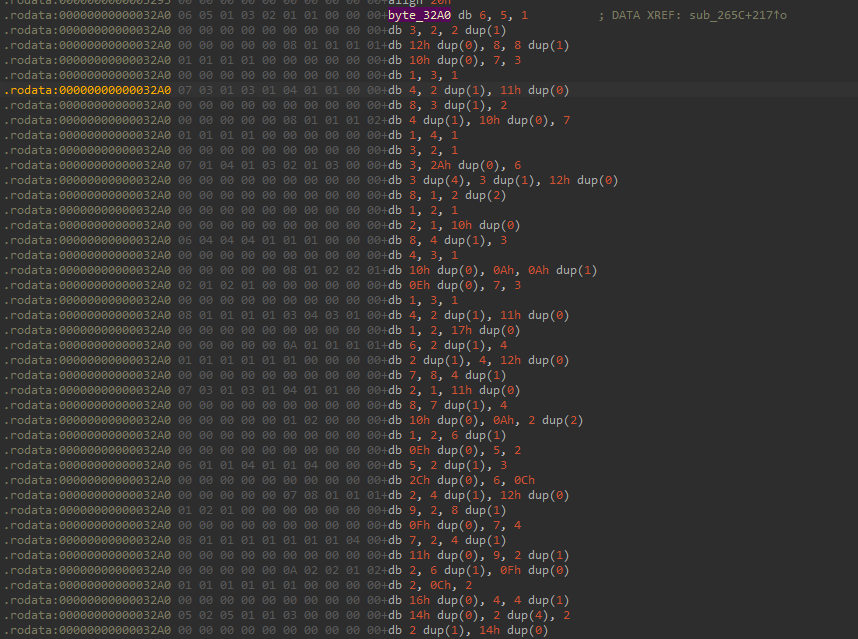 .rodata:0000000000003295 align 20h
.rodata:00000000000032A0 06 05 01 03 02 01 01 00 00 00+byte_32A0 db 6, 5, 1 ; DATA XREF: sub_265C+217↑o
.rodata:00000000000032A0 00 00 00 00 00 00 00 00 00 00+db 3, 2, 2 dup(1)
.rodata:00000000000032A0 00 00 00 00 00 08 01 01 01 01+db 12h dup(0), 8, 8 dup(1)
.rodata:00000000000032A0 01 01 01 01 00 00 00 00 00 00+db 10h dup(0), 7, 3
.rodata:00000000000032A0 00 00 00 00 00 00 00 00 00 00+db 1, 3, 1
.rodata:00000000000032A0 07 03 01 03 01 04 01 01 00 00+db 4, 2 dup(1), 11h dup(0)
.rodata:00000000000032A0 00 00 00 00 00 00 00 00 00 00+db 8, 3 dup(1), 2
.rodata:00000000000032A0 00 00 00 00 00 08 01 01 01 02+db 4 dup(1), 10h dup(0), 7
.rodata:00000000000032A0 01 01 01 01 00 00 00 00 00 00+db 1, 4, 1
.rodata:00000000000032A0 00 00 00 00 00 00 00 00 00 00+db 3, 2, 1
.rodata:00000000000032A0 07 01 04 01 03 02 01 03 00 00+db 3, 2Ah dup(0), 6
.rodata:00000000000032A0 00 00 00 00 00 00 00 00 00 00+db 3 dup(4), 3 dup(1), 12h dup(0)
.rodata:00000000000032A0 00 00 00 00 00 00 00 00 00 00+db 8, 1, 2 dup(2)
.rodata:00000000000032A0 00 00 00 00 00 00 00 00 00 00+db 1, 2, 1
.rodata:00000000000032A0 00 00 00 00 00 00 00 00 00 00+db 2, 1, 10h dup(0)
.rodata:00000000000032A0 06 04 04 04 01 01 01 00 00 00+db 8, 4 dup(1), 3
.rodata:00000000000032A0 00 00 00 00 00 00 00 00 00 00+db 4, 3, 1
.rodata:00000000000032A0 00 00 00 00 00 08 01 02 02 01+db 10h dup(0), 0Ah, 0Ah dup(1)
.rodata:00000000000032A0 02 01 02 01 00 00 00 00 00 00+db 0Eh dup(0), 7, 3
.rodata:00000000000032A0 00 00 00 00 00 00 00 00 00 00+db 1, 3, 1
.rodata:00000000000032A0 08 01 01 01 01 03 04 03 01 00+db 4, 2 dup(1), 11h dup(0)
.rodata:00000000000032A0 00 00 00 00 00 00 00 00 00 00+db 1, 2, 17h dup(0)
.rodata:00000000000032A0 00 00 00 00 00 0A 01 01 01 01+db 6, 2 dup(1), 4
.rodata:00000000000032A0 01 01 01 01 01 01 00 00 00 00+db 2 dup(1), 4, 12h dup(0)
.rodata:00000000000032A0 00 00 00 00 00 00 00 00 00 00+db 7, 8, 4 dup(1)
.rodata:00000000000032A0 07 03 01 03 01 04 01 01 00 00+db 2, 1, 11h dup(0)
.rodata:00000000000032A0 00 00 00 00 00 00 00 00 00 00+db 8, 7 dup(1), 4
.rodata:00000000000032A0 00 00 00 00 00 01 02 00 00 00+db 10h dup(0), 0Ah, 2 dup(2)
.rodata:00000000000032A0 00 00 00 00 00 00 00 00 00 00+db 1, 2, 6 dup(1)
.rodata:00000000000032A0 00 00 00 00 00 00 00 00 00 00+db 0Eh dup(0), 5, 2
.rodata:00000000000032A0 06 01 01 04 01 01 04 00 00 00+db 5, 2 dup(1), 3
.rodata:00000000000032A0 00 00 00 00 00 00 00 00 00 00+db 2Ch dup(0), 6, 0Ch
.rodata:00000000000032A0 00 00 00 00 00 07 08 01 01 01+db 2, 4 dup(1), 12h dup(0)
.rodata:00000000000032A0 01 02 01 00 00 00 00 00 00 00+db 9, 2, 8 dup(1)
.rodata:00000000000032A0 00 00 00 00 00 00 00 00 00 00+db 0Fh dup(0), 7, 4
.rodata:00000000000032A0 08 01 01 01 01 01 01 01 04 00+db 7, 2, 4 dup(1)
.rodata:00000000000032A0 00 00 00 00 00 00 00 00 00 00+db 11h dup(0), 9, 2 dup(1)
.rodata:00000000000032A0 00 00 00 00 00 0A 02 02 01 02+db 2, 6 dup(1), 0Fh dup(0)
.rodata:00000000000032A0 01 01 01 01 01 01 00 00 00 00+db 2, 0Ch, 2
.rodata:00000000000032A0 00 00 00 00 00 00 00 00 00 00+db 16h dup(0), 4, 4 dup(1)
.rodata:00000000000032A0 05 02 05 01 01 03 00 00 00 00+db 14h dup(0), 2 dup(4), 2
.rodata:00000000000032A0 00 00 00 00 00 00 00 00 00 00+db 2 dup(1), 14h dup(0)